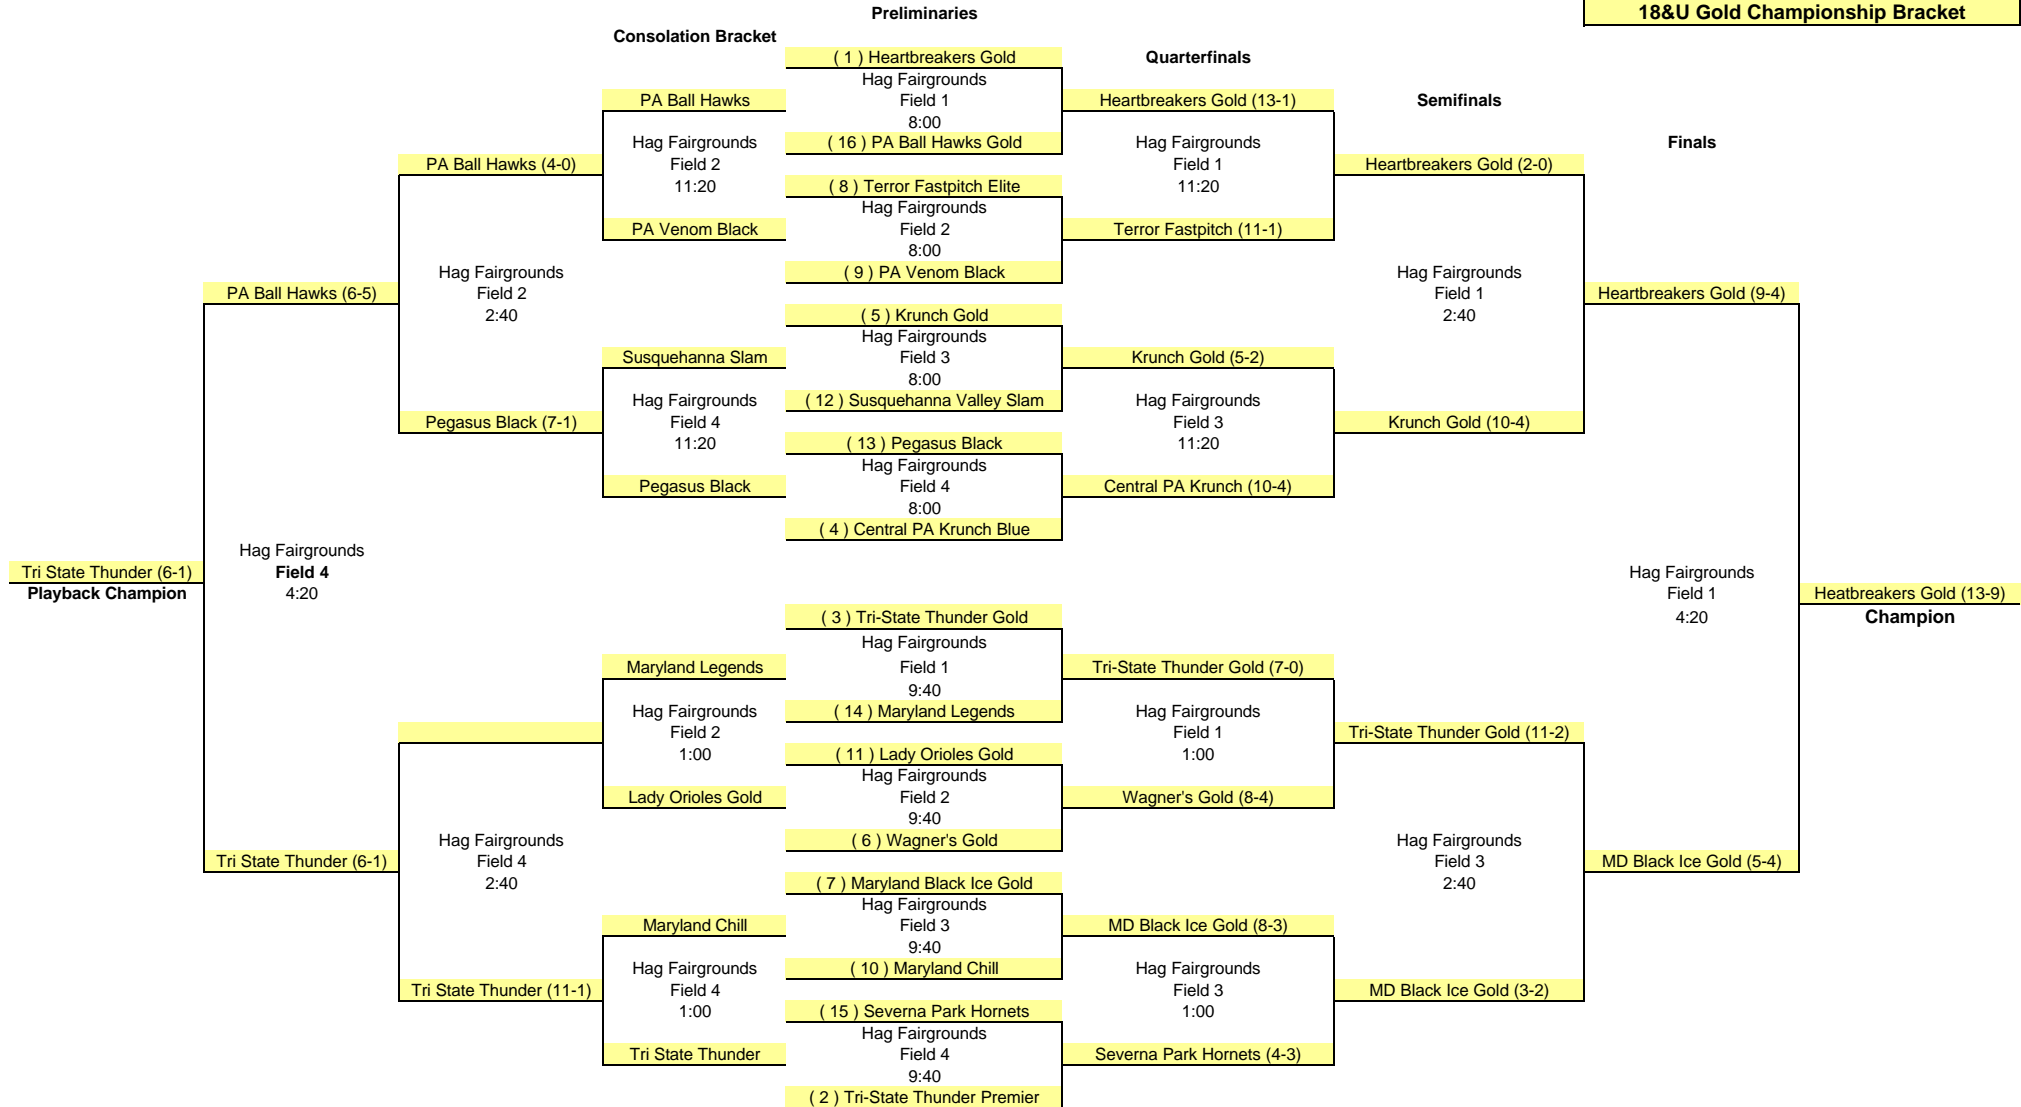 Preliminaries
18&U Gold Championship Bracket
Consolation Bracket
( 1 ) Heartbreakers Gold
Quarterfinals
Hag Fairgrounds
PA Ball Hawks
Field 1
Heartbreakers Gold (13-1)
Semifinals
8:00
Hag Fairgrounds
( 16 ) PA Ball Hawks Gold
Hag Fairgrounds
Finals
PA Ball Hawks (4-0)
Field 2
Field 1
Heartbreakers Gold (2-0)
11:20
( 8 ) Terror Fastpitch Elite
11:20
Hag Fairgrounds
PA Venom Black
Field 2
Terror Fastpitch (11-1)
8:00
Hag Fairgrounds
( 9 ) PA Venom Black
Hag Fairgrounds
PA Ball Hawks (6-5)
Field 2
Field 1
Heartbreakers Gold (9-4)
2:40
( 5 ) Krunch Gold
2:40
Hag Fairgrounds
Susquehanna Slam
Field 3
Krunch Gold (5-2)
8:00
Hag Fairgrounds
( 12 ) Susquehanna Valley Slam
Hag Fairgrounds
Pegasus Black (7-1)
Field 4
Field 3
Krunch Gold (10-4)
11:20
( 13 ) Pegasus Black
11:20
Hag Fairgrounds
Pegasus Black
Field 4
Central PA Krunch (10-4)
8:00
( 4 ) Central PA Krunch Blue
Hag Fairgrounds
Tri State Thunder (6-1)
Field 4
Hag Fairgrounds
Playback Champion
4:20
Field 1
Heatbreakers Gold (13-9)
( 3 ) Tri-State Thunder Gold
4:20
Champion
Hag Fairgrounds
Maryland Legends
Field 1
Tri-State Thunder Gold (7-0)
9:40
Hag Fairgrounds
( 14 ) Maryland Legends
Hag Fairgrounds
Field 2
Field 1
Tri-State Thunder Gold (11-2)
1:00
( 11 ) Lady Orioles Gold
1:00
Hag Fairgrounds
Lady Orioles Gold
Field 2
Wagner's Gold (8-4)
9:40
Hag Fairgrounds
( 6 ) Wagner's Gold
Hag Fairgrounds
Tri State Thunder (6-1)
Field 4
Field 3
MD Black Ice Gold (5-4)
2:40
( 7 ) Maryland Black Ice Gold
2:40
Hag Fairgrounds
Maryland Chill
Field 3
MD Black Ice Gold (8-3)
9:40
Hag Fairgrounds
( 10 ) Maryland Chill
Hag Fairgrounds
Tri State Thunder (11-1)
Field 4
Field 3
MD Black Ice Gold (3-2)
1:00
( 15 ) Severna Park Hornets
1:00
Hag Fairgrounds
Tri State Thunder
Field 4
Severna Park Hornets (4-3)
9:40
( 2 ) Tri-State Thunder Premier